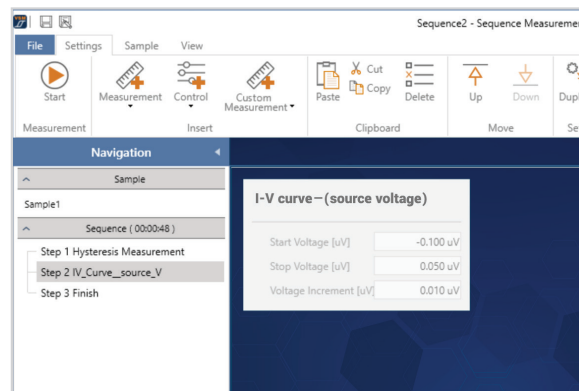 Sequence2 - Sequence Measureme
File Settings Sample View
Start
Measurement
Control
Custom
Measurement
Paste
Cut
Copy
Delete
Up
Down
Dupl
Measurement
Insert
Clipboard
Move
Se
Navigation
Sample
Sample1
Sequence ( 00:00:48 )
Step 1 Hysteresis Measurement
Step 2 IV_Curve__source_V
Step 3 Finish
I-V curve–(source voltage)
Start Voltage [uV] -0.100 uV
Stop Voltage [uV] 0.050 uV
Voltage Increment [uV] 0.010 uV